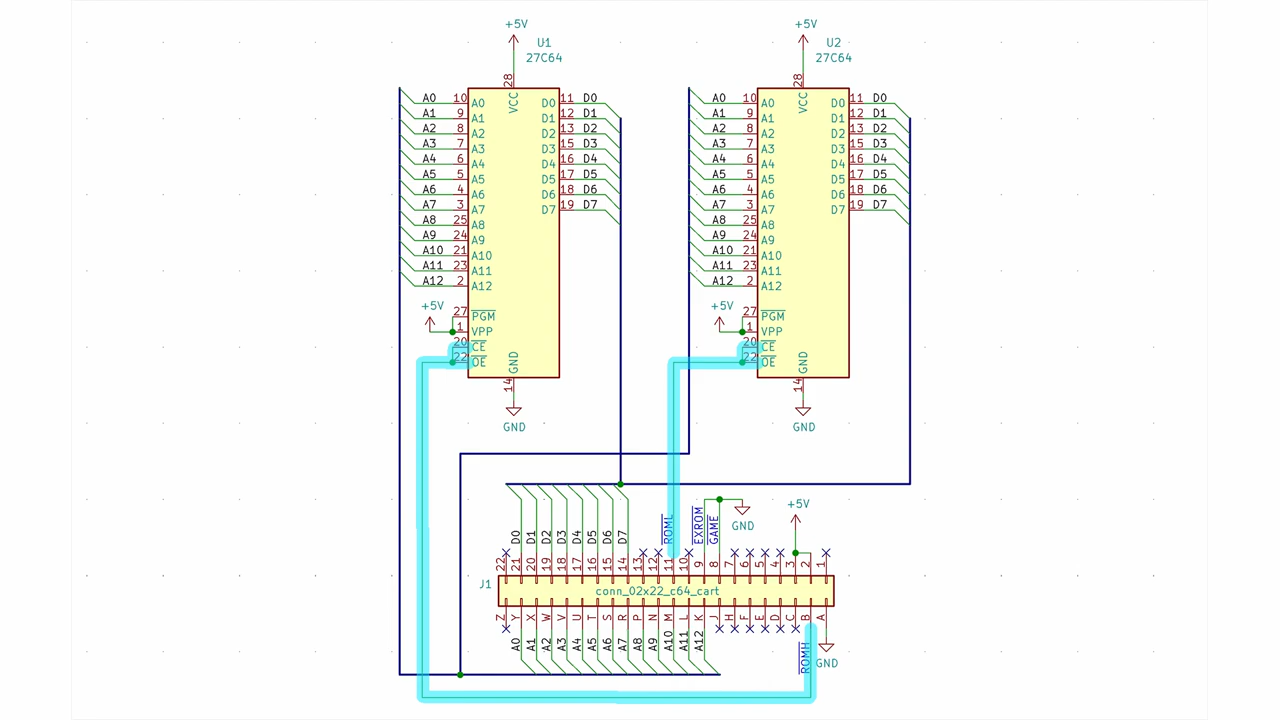 +5V +5V
U1 U2
27C64 27C64
28 28
VCC VCC
A0 10 A0 D0 11 D0 A0 10 A0 D0 11 D0
A1 9 A1 D1 12 D1 A1 9 A1 D1 12 D1
A2 8 A2 D2 13 D2 A2 8 A2 D2 13 D2
A3 7 A3 D3 15 D3 A3 7 A3 D3 15 D3
A4 6 A4 D4 16 D4 A4 6 A4 D4 16 D4
A5 5 A5 D5 17 D5 A5 5 A5 D5 17 D5
A6 4 A6 D6 18 D6 A6 4 A6 D6 18 D6
A7 3 A7 D7 19 D7 A7 3 A7 D7 19 D7
A8 25 A8 A8 25 A8
A9 24 A9 A9 24 A9
A10 21 A10 A10 21 A10
A11 23 A11 A11 23 A11
A12 2 A12 A12 2 A12
+5V 27 PGM +5V 27 PGM
1 VPP 1 VPP
20 CE 20 CE
22 OE 22 OE
GND GND
14 14
GND GND
D0 D1 D2 D3 D4 D5 D6 D7 ROML EXROM GAME GND +5V
22 21 20 19 18 17 16 15 14 13 12 11 10 9 8 7 6 5 4 3 2 1
J1 conn_02x22_c64_cart
Z Y X W V U T S R P N M L K J H F E D C B A
A0 A1 A2 A3 A4 A5 A6 A7 A8 A9 A10 A11 A12 ROMH GND